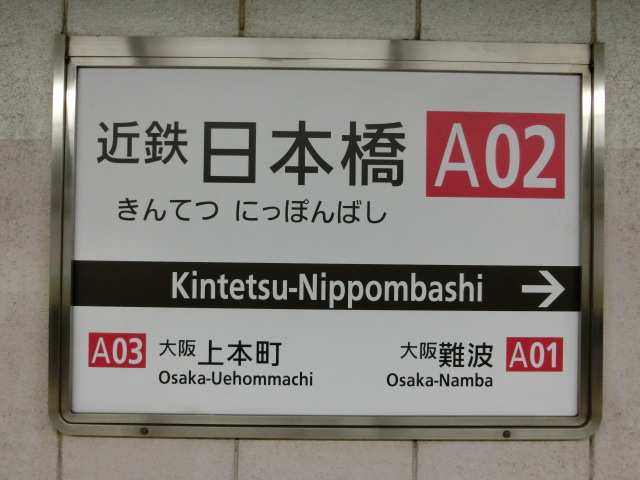 近鉄 日本橋 A02
きんてつ にっぽんばし
Kintetsu-Nippombashi →
A03 大阪上本町 大阪難波 A01
Osaka-Uehommachi Osaka-Namba